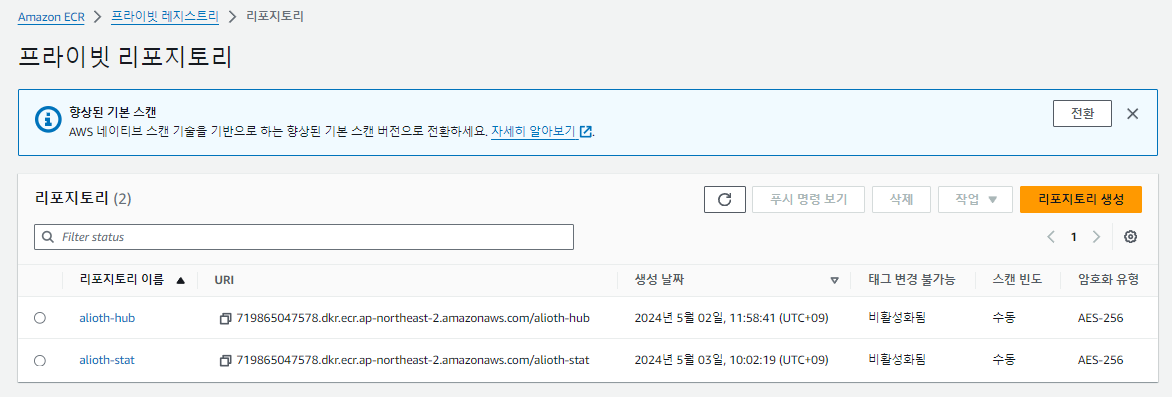 Amazon ECR > 프라이빗 레지스트리 > 리포지토리
프라이빗 리포지토리
향상된 기본 스캔
AWS 네이티브 스캔 기술을 기반으로 하는 향상된 기본 스캔 버전으로 전환하세요. 자세히 알아보기.
전환
리포지토리 (2)
푸시 명령 보기 삭제 작업 리포지토리 생성
Filter status
1
리포지토리 이름 URI 생성 날짜 태그 변경 불가능 스캔 빈도 암호화 유형
alioth-hub 719865047578.dkr.ecr.ap-northeast-2.amazonaws.com/alioth-hub 2024년 5월 02일, 11:58:41 (UTC+09) 비활성화됨 수동 AES-256
alioth-stat 719865047578.dkr.ecr.ap-northeast-2.amazonaws.com/alioth-stat 2024년 5월 03일, 10:02:19 (UTC+09) 비활성화됨 수동 AES-256